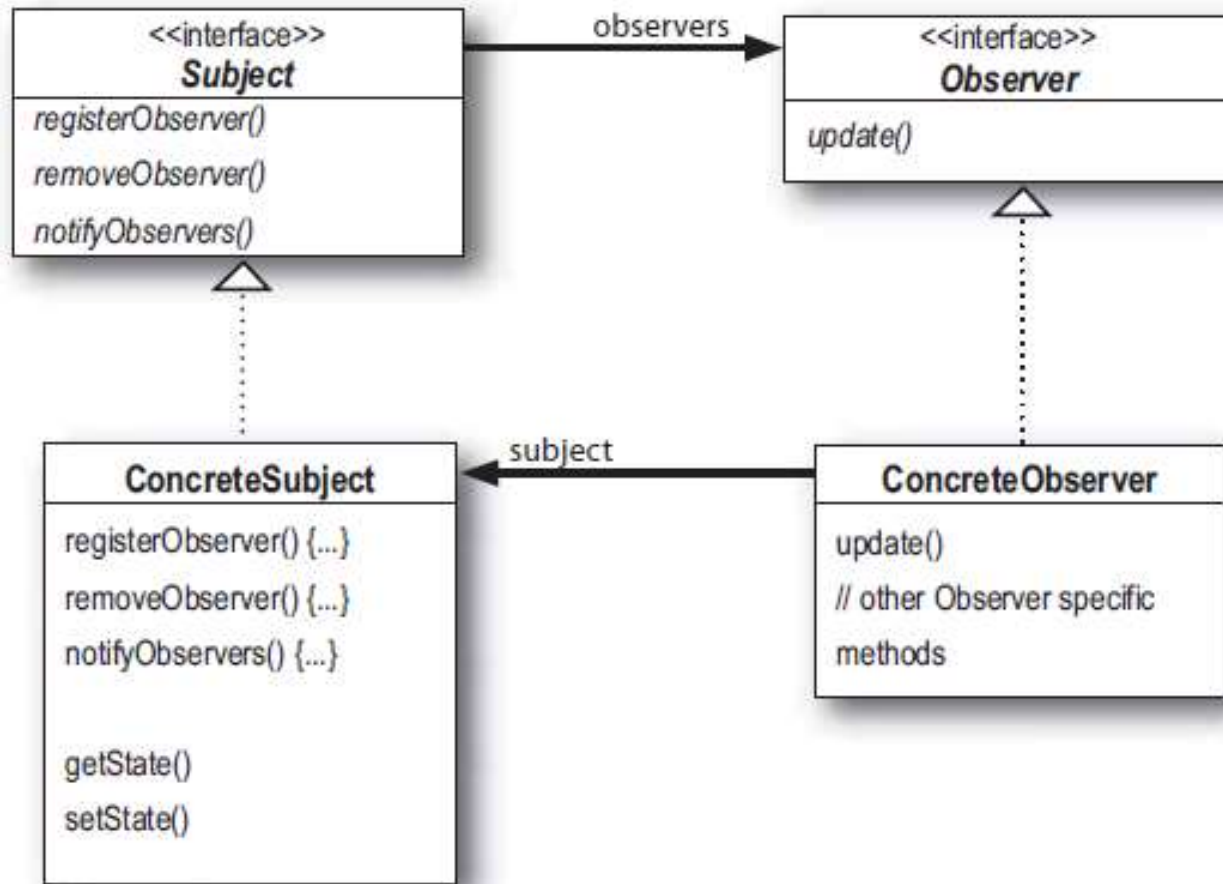 <<interface>>
Subject
registerObserver()
removeObserver()
notifyObservers()
observers
<<interface>>
Observer
update()
ConcreteSubject
registerObserver() {...}
removeObserver() {...}
notifyObservers() {...}
getState()
setState()
subject
ConcreteObserver
update()
// other Observer specific
methods